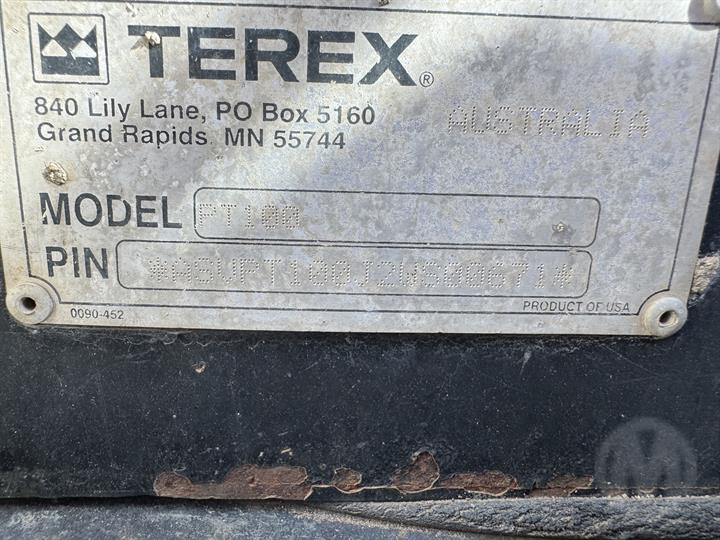 TEREX®
840 Lily Lane, PO Box 5160
Grand Rapids, MN 55744
AUSTRALIA
MODEL PT100
PIN *ASVPT100J2WS00671*
0090-452
PRODUCT OF USA
M